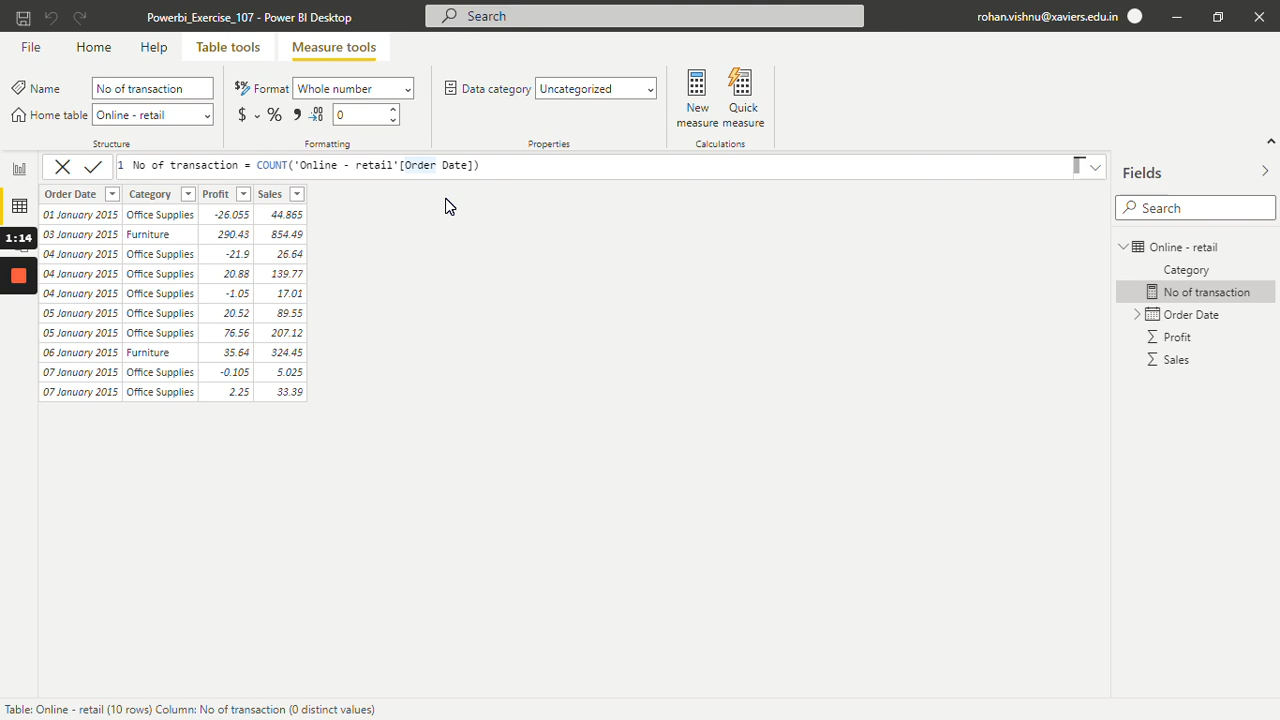 Powerbi_Exercise_107 - Power BI Desktop
Search
rohan.vishnu@xaviers.edu.in
File
Home
Help
Table tools
Measure tools
Name
No of transaction
Home table
Online - retail
Structure
$% Format
Whole number
$
%
,
.00
0
Formatting
Data category
Uncategorized
Properties
New measure
Quick measure
Calculations
1 No of transaction = COUNT('Online - retail'[Order Date])
1:14
Order Date Category Profit Sales
01 January 2015 Office Supplies -26.055 44.865
03 January 2015 Furniture 290.43 854.49
04 January 2015 Office Supplies -21.9 26.64
04 January 2015 Office Supplies 20.88 139.77
04 January 2015 Office Supplies -1.05 17.01
05 January 2015 Office Supplies 20.52 89.55
05 January 2015 Office Supplies 76.56 207.12
06 January 2015 Furniture 35.64 324.45
07 January 2015 Office Supplies -0.105 5.025
07 January 2015 Office Supplies 2.25 33.39
Fields
Search
Online - retail
Category
No of transaction
Order Date
Profit
Sales
Table: Online - retail (10 rows) Column: No of transaction (0 distinct values)